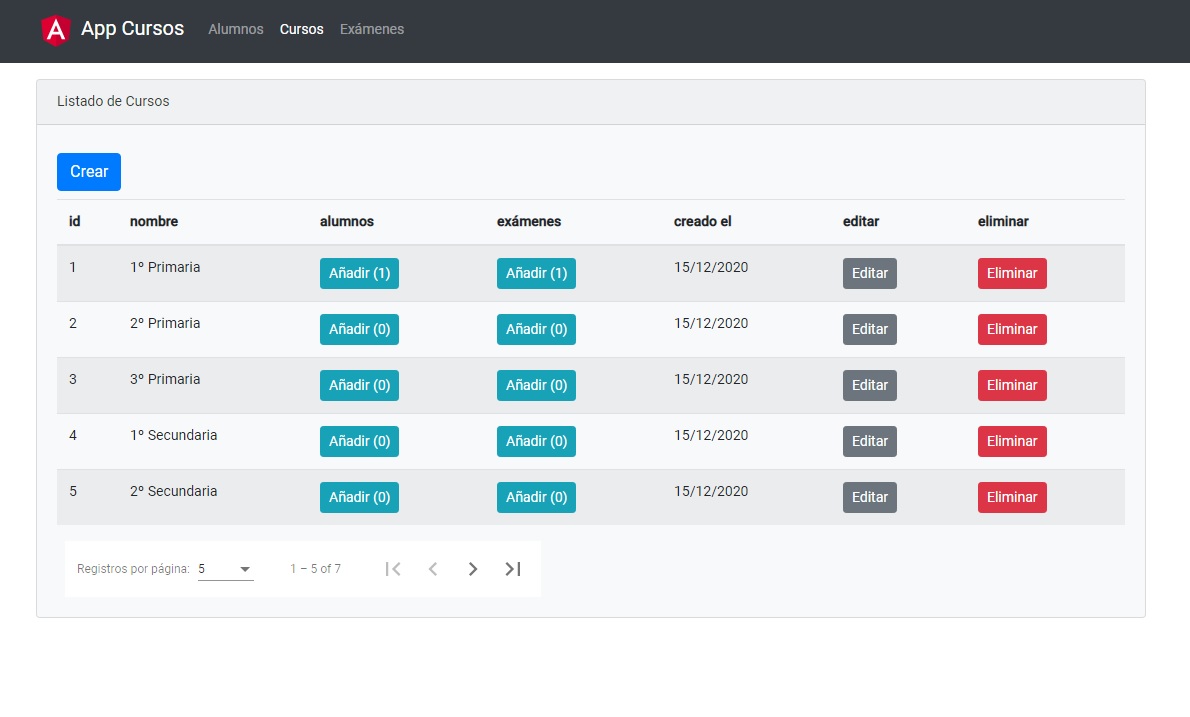 App Cursos Alumnos Cursos Exámenes
Listado de Cursos
Crear
id nombre alumnos exámenes creado el editar eliminar
1 1º Primaria Añadir (1) Añadir (1) 15/12/2020 Editar Eliminar
2 2º Primaria Añadir (0) Añadir (0) 15/12/2020 Editar Eliminar
3 3º Primaria Añadir (0) Añadir (0) 15/12/2020 Editar Eliminar
4 1º Secundaria Añadir (0) Añadir (0) 15/12/2020 Editar Eliminar
5 2º Secundaria Añadir (0) Añadir (0) 15/12/2020 Editar Eliminar
Registros por página: 5 1 – 5 of 7